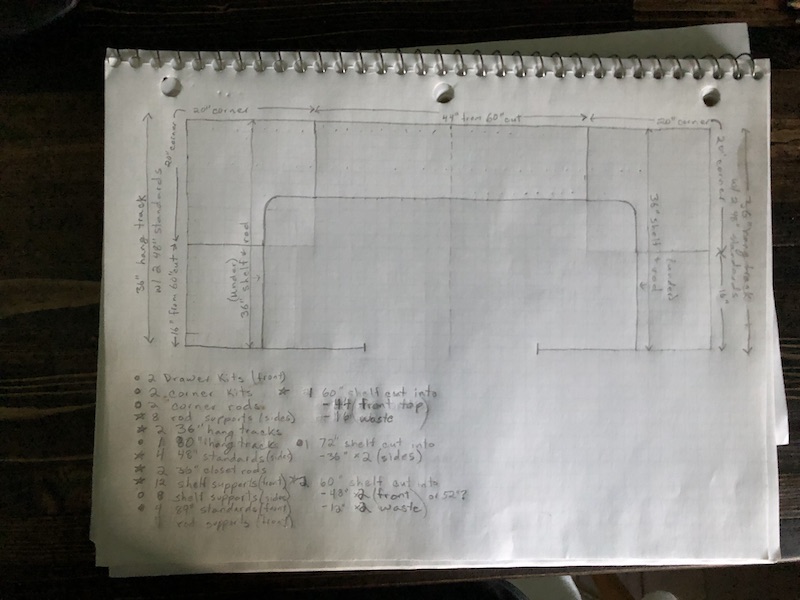 20" corner
44" from 60" cut
20" corner
36" hang track
w/ 2 48" standards
20" corner
16" from 60" cut
(under)
36" shelf + rod
36" shelf + rod
(under)
20" corner
16"
36" hang track
w/ 2 48" standards
2 Drawer Kits (front)
2 corner kits
2 corner rods
8 rod supports (sides)
2 36" hang tracks
1 80" hang track
4 48" standards (sides)
2 36" closet rods
12 shelf supports (front)
8 shelf supports (sides)
4 84" standards (front)
rod supports (front)
1 60" shelf cut into
- 44 (front top)
- 16" waste
1 72" shelf cut into
- 36" x 2 (sides)
2 60" shelf cut into
- 48" x2 (front) or 52"?
- 12" x2 waste